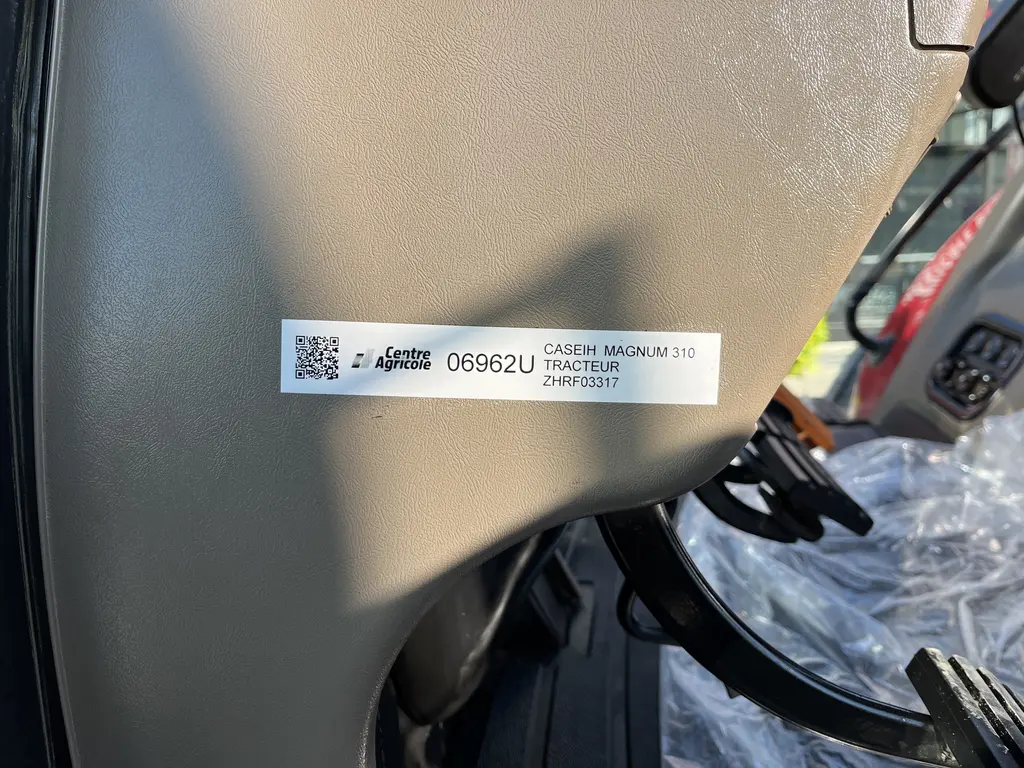 Centre
Agricole
06962U
CASEIH MAGNUM 310
TRACTEUR
ZHRF03317